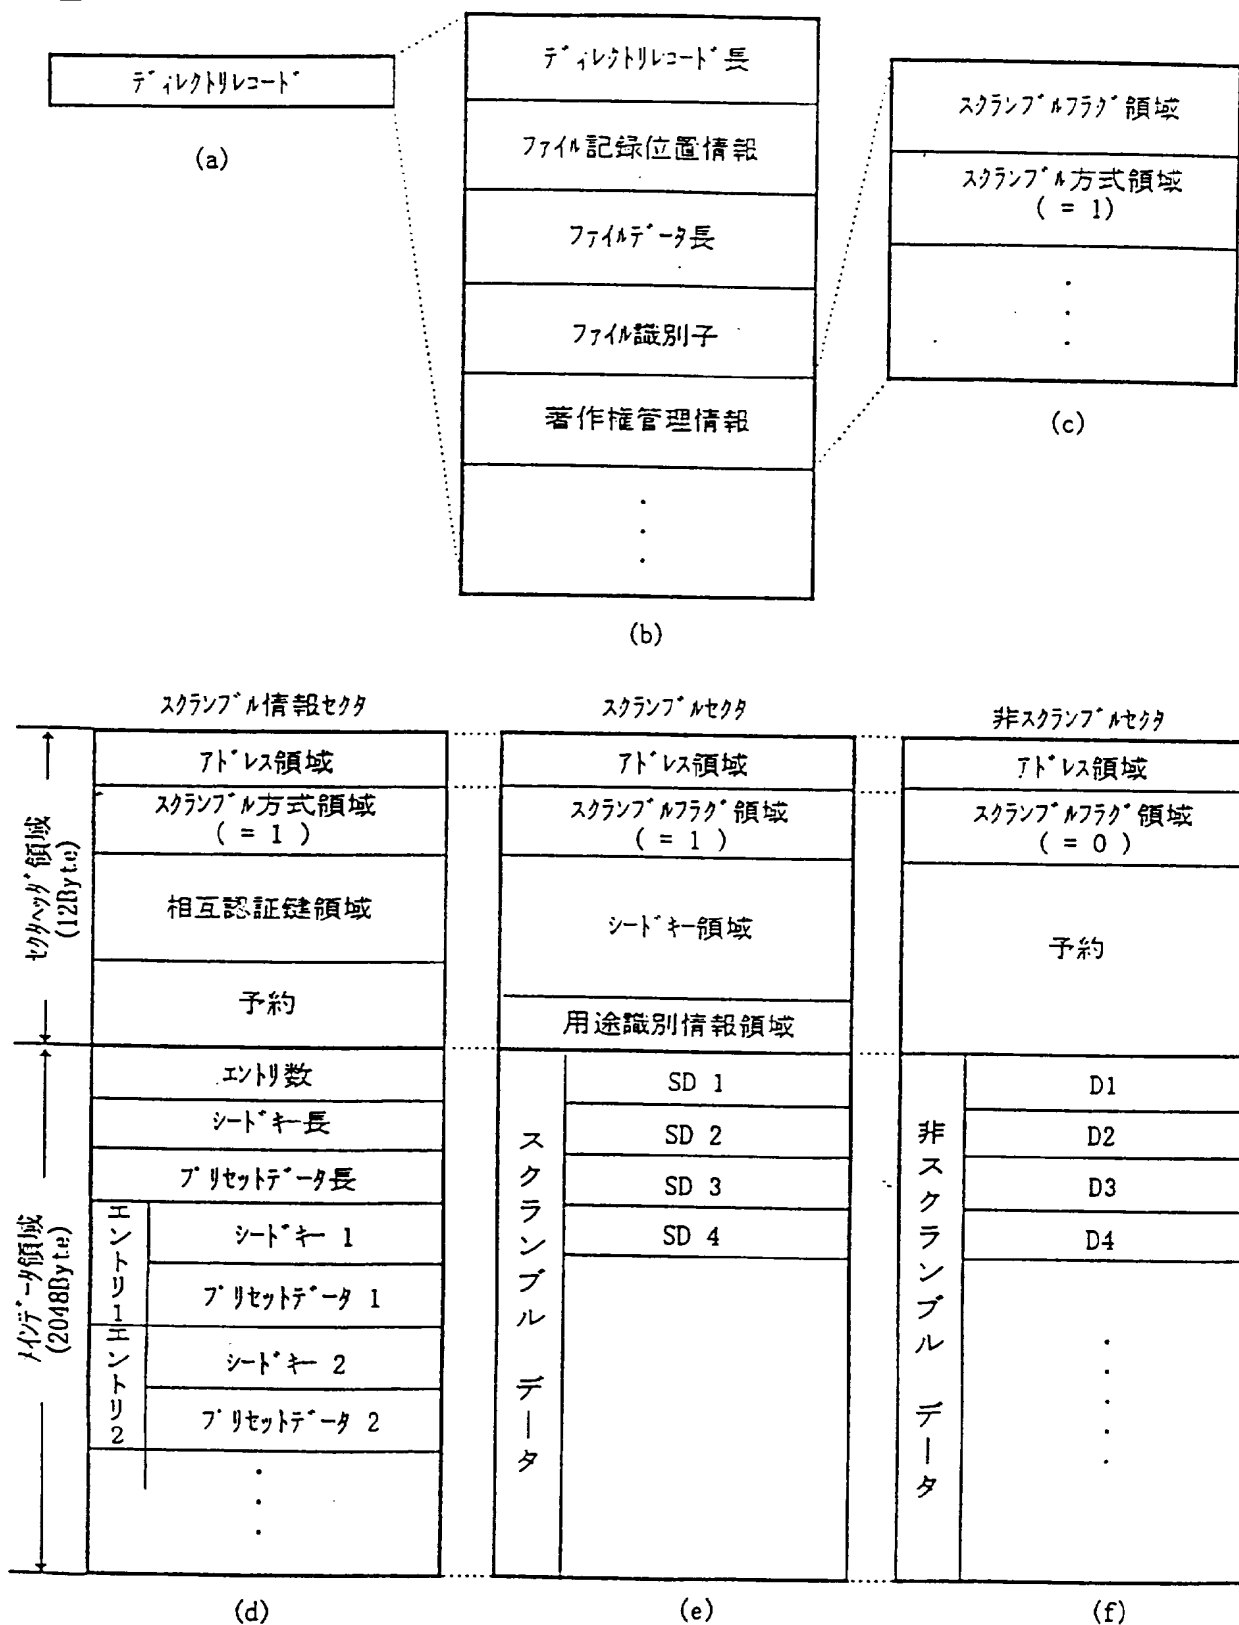 ディレクトリレコード
(a)
ディレクトリレコード長
ファイル記録位置情報
ファイルデータ長
ファイル識別子
著作権管理情報
(b)
スクランブルフラグ領域
スクランブル方式領域
( = 1)
(c)
スクランブル情報セクタ
セクタヘッダ領域
(12Byte)
メインデータ領域
(2048Byte)
アドレス領域
スクランブル方式領域
( = 1 )
相互認証鍵領域
予約
エントリ数
シードキー長
プリセットデータ長
エントリ1
シードキー 1
プリセットデータ 1
エントリ2
シードキー 2
プリセットデータ 2
(d)
スクランブルセクタ
アドレス領域
スクランブルフラグ領域
( = 1 )
シードキー領域
用途識別情報領域
スクランブル データ
SD 1
SD 2
SD 3
SD 4
(e)
非スクランブルセクタ
アドレス領域
スクランブルフラグ領域
( = 0 )
予約
非スクランブル データ
D1
D2
D3
D4
(f)